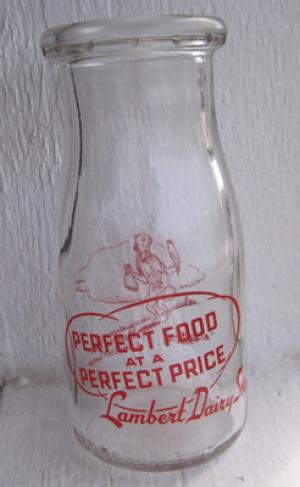 PERFECT FOOD
AT A
PERFECT PRICE
Lambert Dairy